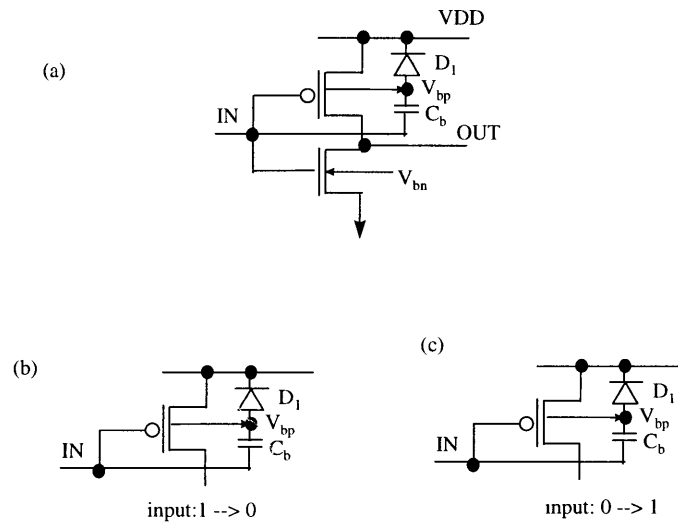 VDD
(a)
D1
Vbp
Cb
IN
OUT
Vbn
(b)
D1
Vbp
IN
Cb
input:1 --> 0
(c)
D1
Vbp
IN
Cb
input: 0 --> 1